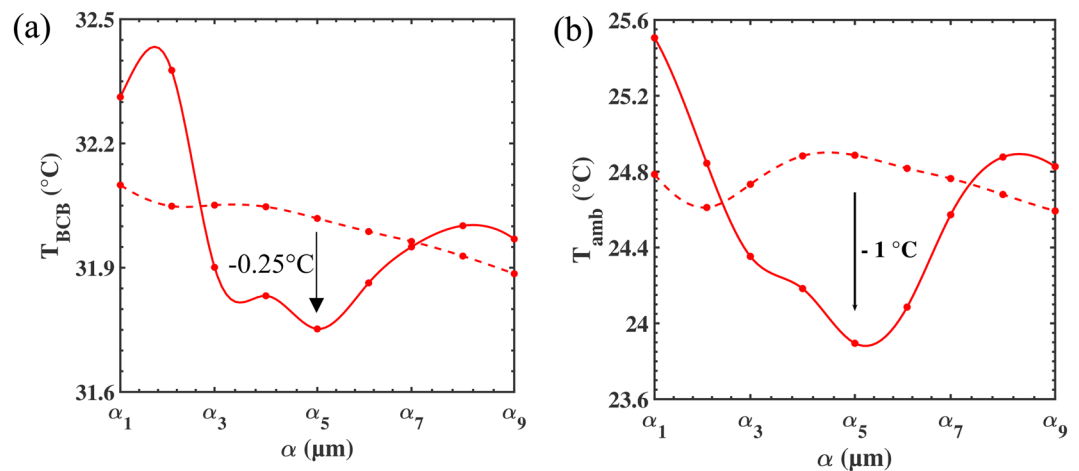 (a)
32.5
32.2
31.9
31.6
T_BCB (°C)
-0.25°C
α_1 α_3 α_5 α_7 α_9
α (μm)
(b)
25.6
25.2
24.8
24.4
24
23.6
T_amb (°C)
- 1 °C
α_1 α_3 α_5 α_7 α_9
α (μm)